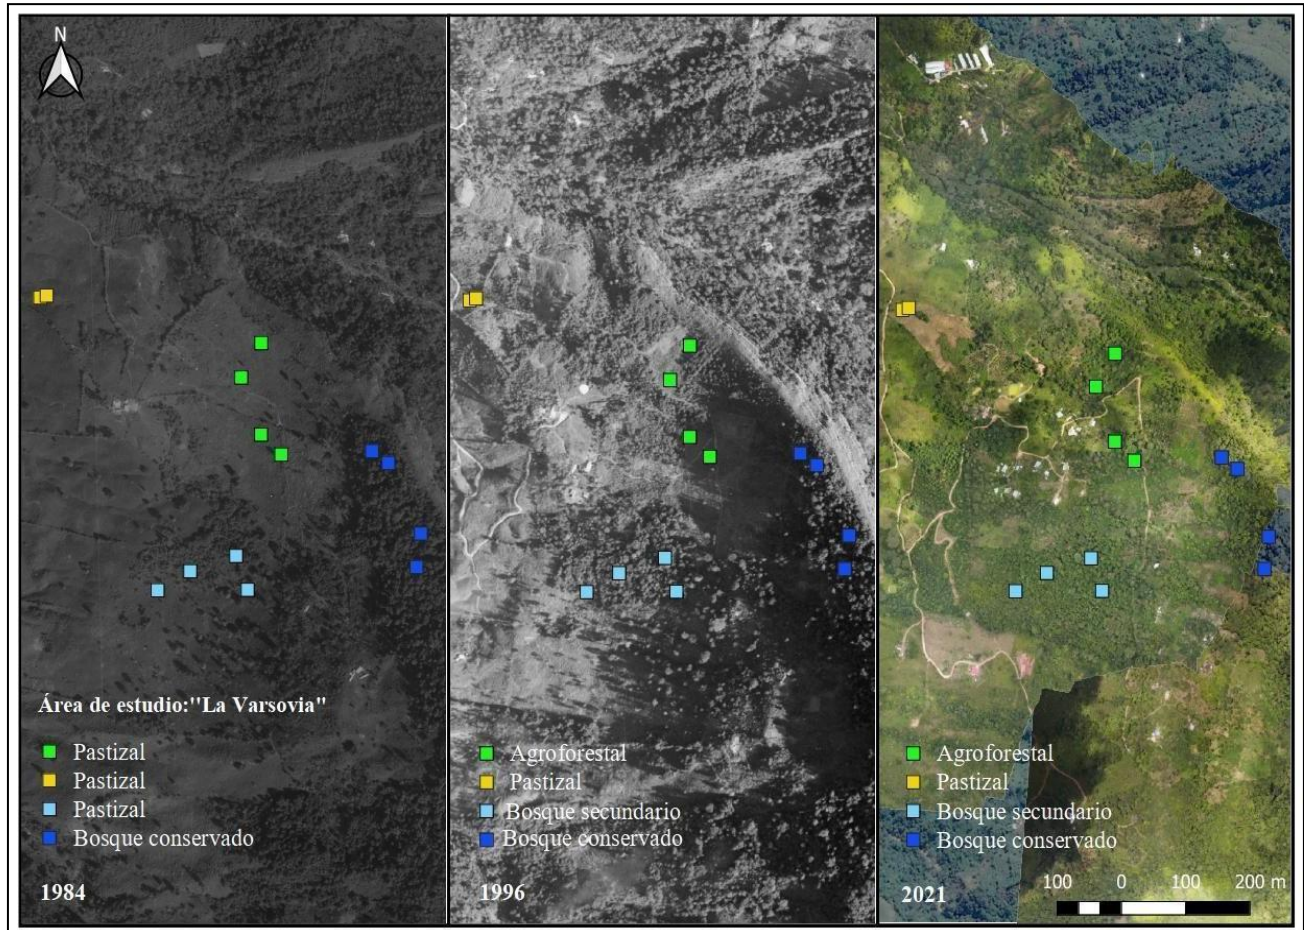 N
Área de estudio:"La Varsovia"
Pastizal
Pastizal
Pastizal
Bosque conservado
1984
Agroforestal
Pastizal
Bosque secundario
Bosque conservado
1996
Agroforestal
Pastizal
Bosque secundario
Bosque conservado
2021
100 0 100 200 m